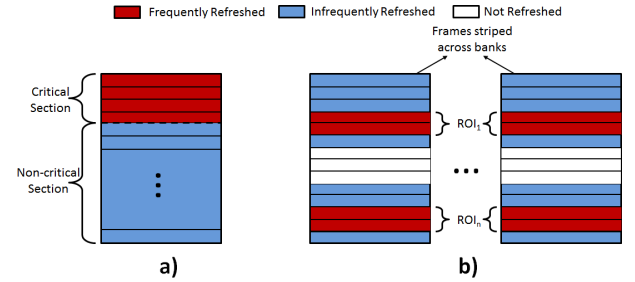 Frequently Refreshed
Infrequently Refreshed
Not Refreshed
Frames striped
across banks
Critical
Section
Non-critical
Section
ROI1
ROIn
a)
b)